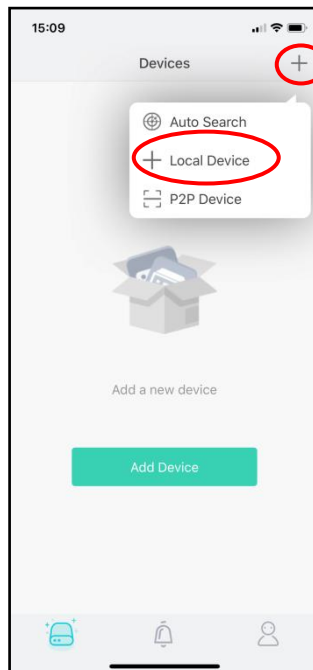 15:09
Devices
Auto Search
Local Device
P2P Device
Add a new device
Add Device